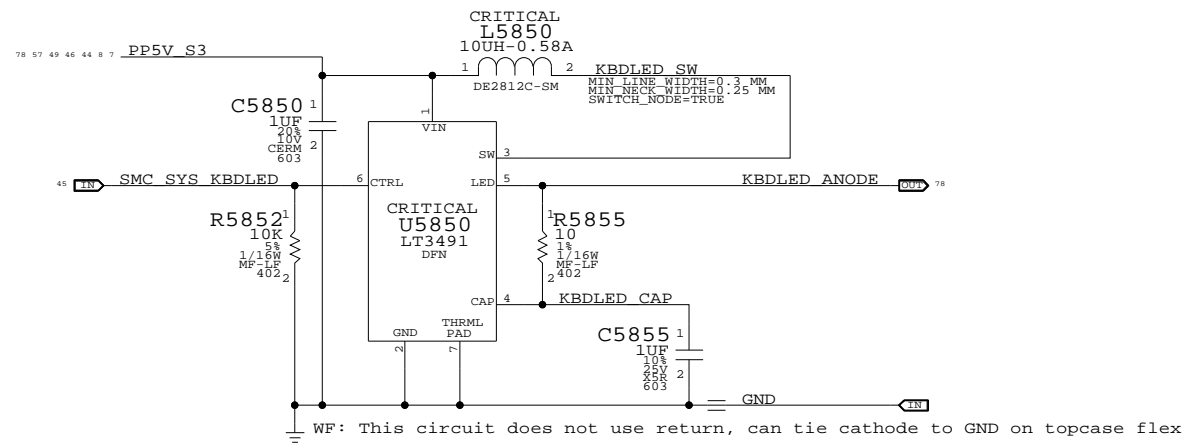 CRITICAL
L5850
10UH-0.58A
78 57 49 46 44 8 7 PP5V_S3
1 2 KBDLED_SW
DE2812C-SM
MIN_LINE_WIDTH=0.3 MM
MIN_NECK_WIDTH=0.25 MM
SWITCH_NODE=TRUE
C5850 1
1UF
20%
10V
CERM 2
603
1
VIN
SW 3
45 IN SMC_SYS_KBDLED 6 CTRL
LED 5 KBDLED_ANODE OUT 78
CRITICAL
U5850
LT3491
DFN
R5852 1
10K
5%
1/16W
MF-LF
402 2
1 R5855
10
1%
1/16W
MF-LF
2 402
CAP 4 KBDLED_CAP
GND THRML PAD
2 7
C5855 1
1UF
10%
25V
X5R 2
603
GND IN
WF: This circuit does not use return, can tie cathode to GND on topcase flex